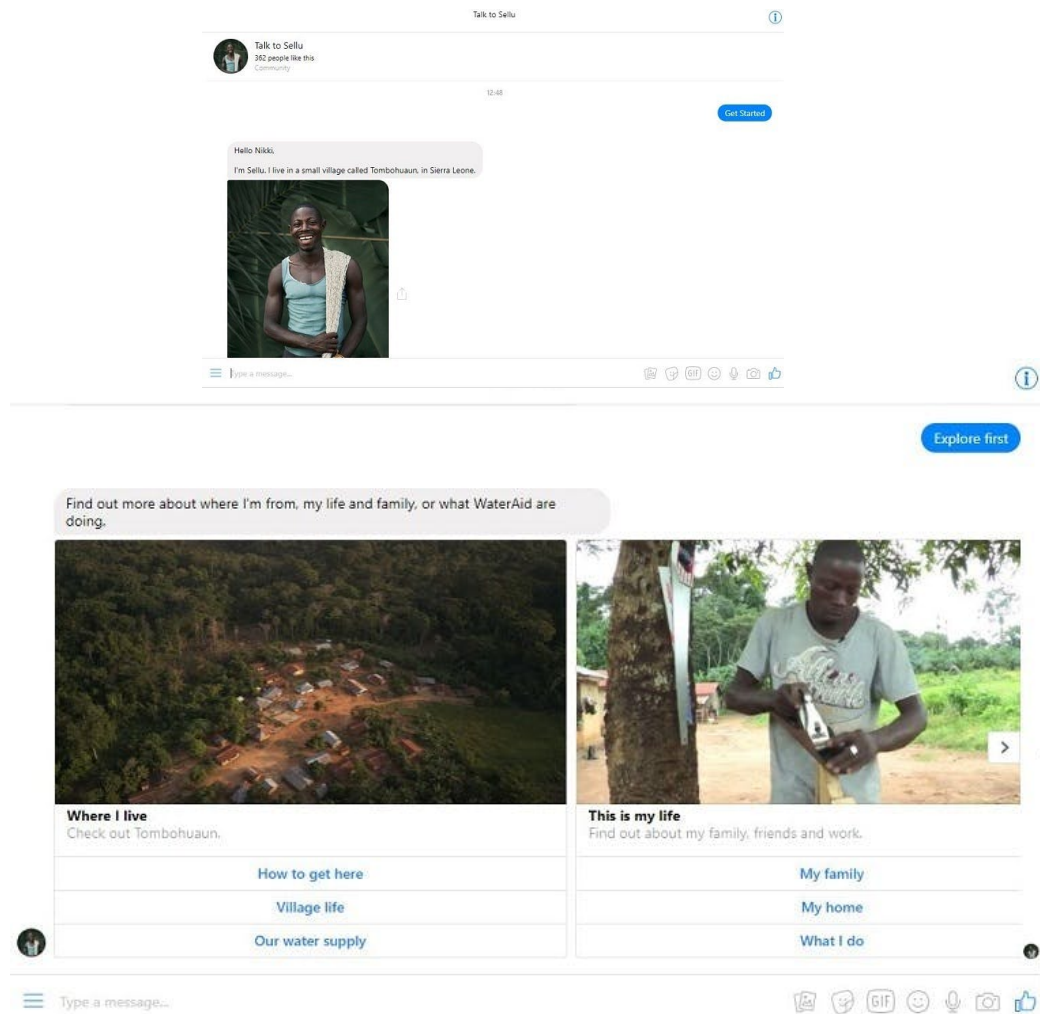 Talk to Sellu
Talk to Sellu
362 people like this
Community
12:48
Get Started
Hello Nikki,
I'm Sellu. I live in a small village called Tombohuaun, in Sierra Leone.
Type a message...
GIF
Explore first
Find out more about where I'm from, my life and family, or what WaterAid are
doing.
Where I live
Check out Tombohuaun.
How to get here
Village life
Our water supply
This is my life
Find out about my family, friends and work.
My family
My home
What I do
Type a message...
GIF